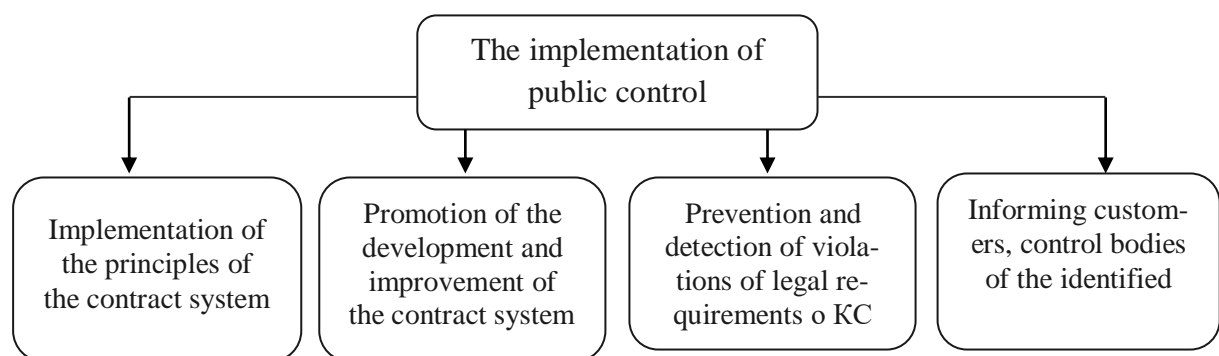 The implementation of
public control
Implementation of
the principles of
the contract system
Promotion of the
development and
improvement of
the contract system
Prevention and
detection of viola-
tions of legal re-
quirements о КС
Informing custom-
ers, control bodies
of the identified